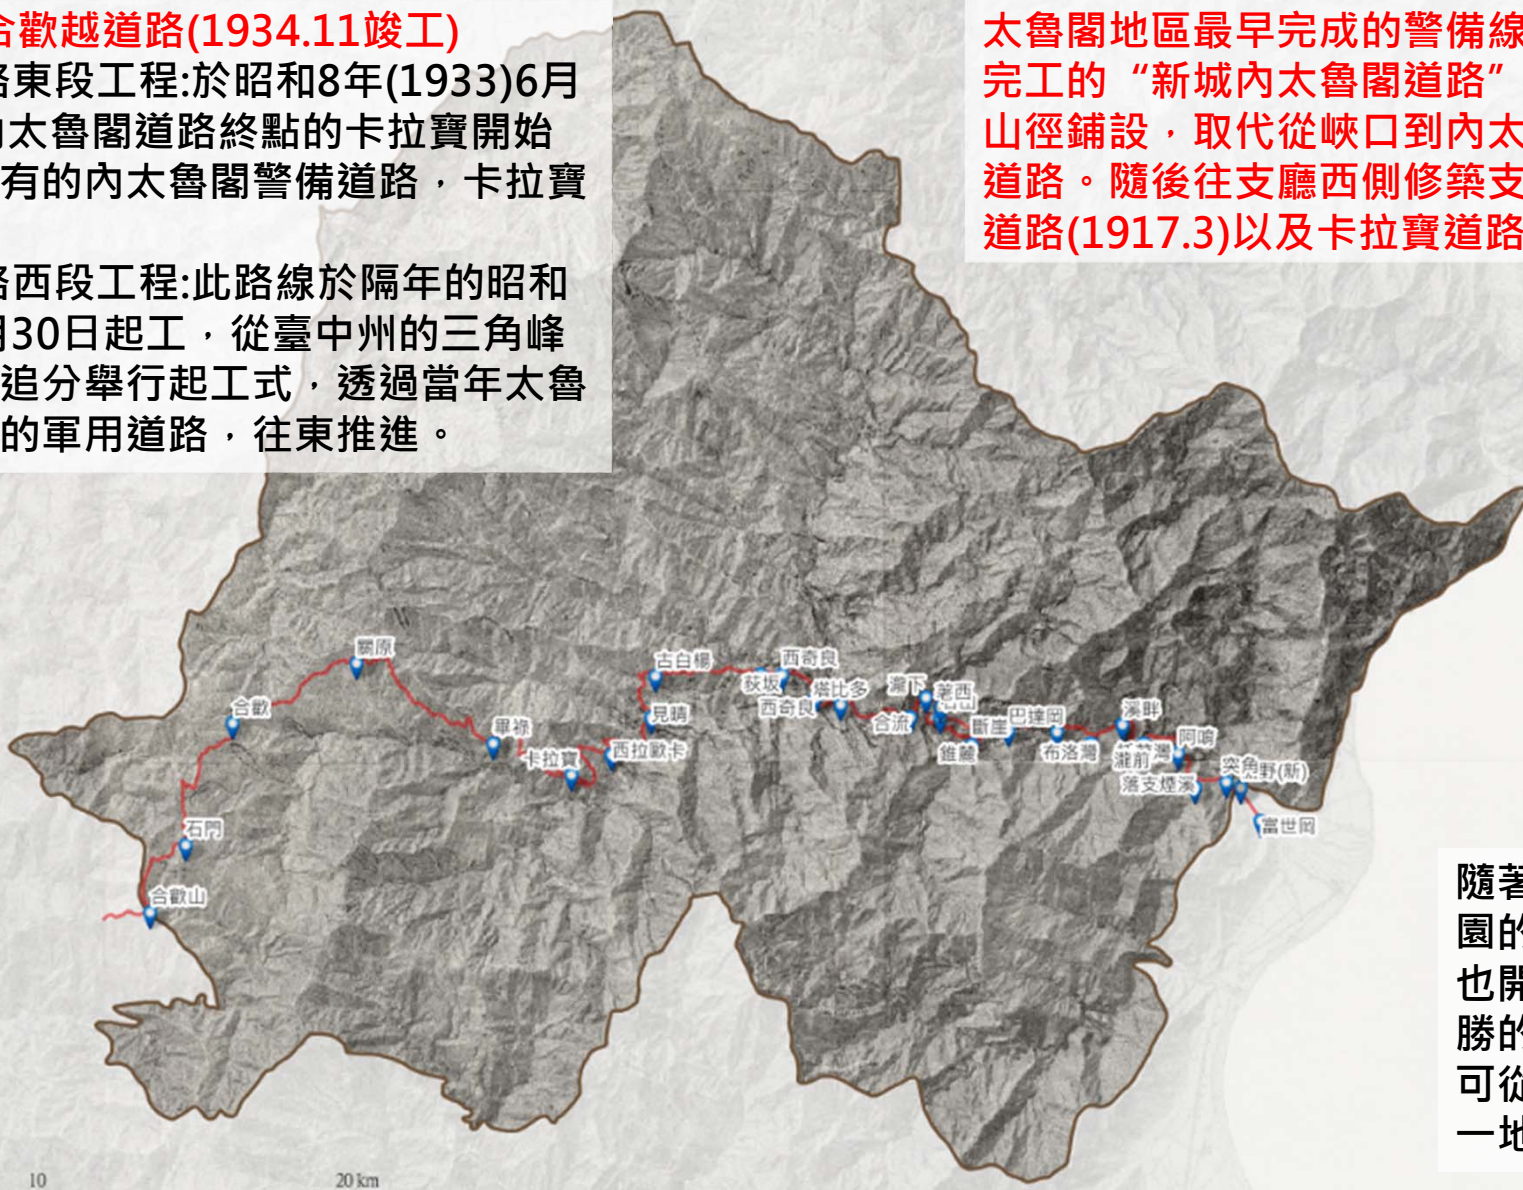 合歡越道路(1934.11竣工)
路東段工程:於昭和8年(1933)6月
內太魯閣道路終點的卡拉寶開始
有的內太魯閣警備道路，卡拉寶
路西段工程:此路線於隔年的昭和
月30日起工，從臺中州的三角峰
追分舉行起工式，透過當年太魯
的軍用道路，往東推進。
太魯閣地區最早完成的警備線
完工的“新城內太魯閣道路”
山徑鋪設，取代從峽口到內太
道路。隨後往支廳西側修築支
道路(1917.3)以及卡拉寶道路
關原
合歡
石門
合歡山
畢祿
卡拉寶
西拉歐卡
見晴
古白楊
荻坂
西奇良
西奇良
塔比多
合流
瀧下
著西
錐麓
斷崖
巴達岡
布洛灣
溪畔
瀧前
灣
阿唷
落支煙溪
突魚
野(新)
富世岡
隨著
園的
也開
勝的
可從
一地
10
20 km